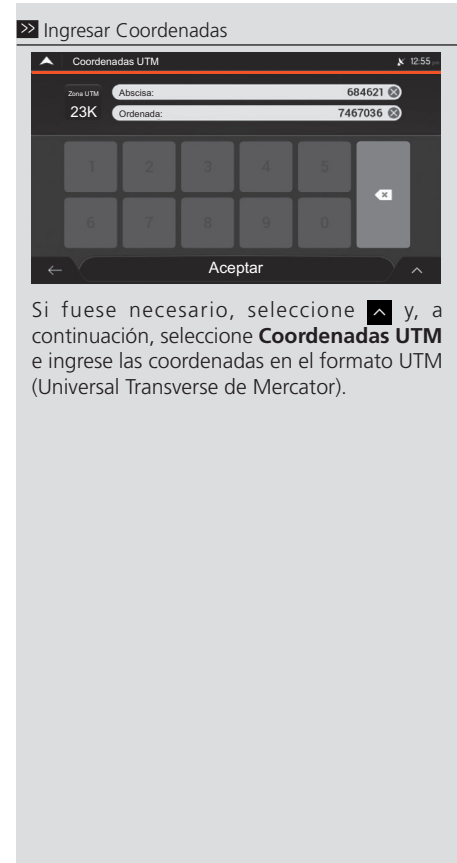 >> Ingresar Coordenadas
Coordenadas UTM 12:55
Zona UTM
23K
Abscisa: 684621
Ordenada: 7467036
1 2 3 4 5
6 7 8 9 0
Aceptar
Si fuese necesario, seleccione y, a
continuación, seleccione Coordenadas UTM
e ingrese las coordenadas en el formato UTM
(Universal Transverse de Mercator).